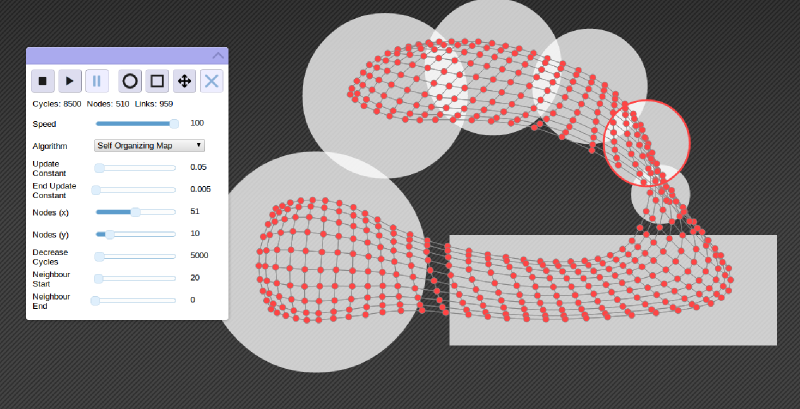 Cycles: 8500 Nodes: 510 Links: 959
Speed 100
Algorithm Self Organizing Map
Update
Constant 0.05
End Update
Constant 0.005
Nodes (x) 51
Nodes (y) 10
Decrease
Cycles 5000
Neighbour
Start 20
Neighbour
End 0